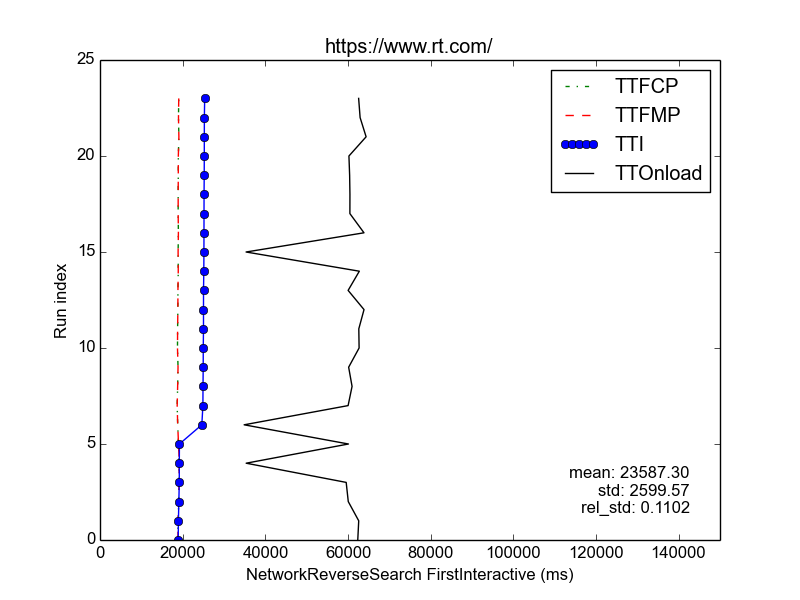 https://www.rt.com/
25
20
15
10
5
0
Run index
TTFCP
TTFMP
TTI
TTOnload
mean: 23587.30
std: 2599.57
rel_std: 0.1102
0 20000 40000 60000 80000 100000 120000 140000
NetworkReverseSearch FirstInteractive (ms)